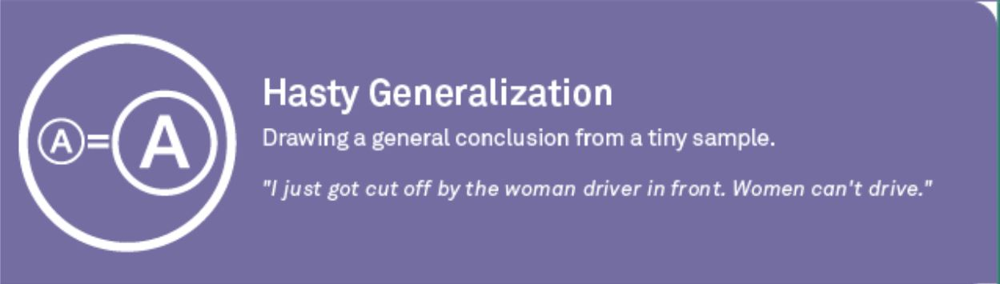 A=A
Hasty Generalization
Drawing a general conclusion from a tiny sample.
"I just got cut off by the woman driver in front. Women can't drive."